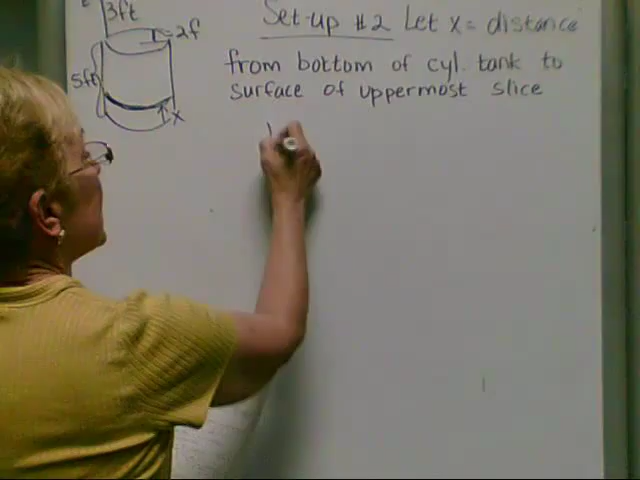 3ft
Set-up #2 Let x = distance
2f
from bottom of cyl. tank to
5ft
surface of uppermost slice
x